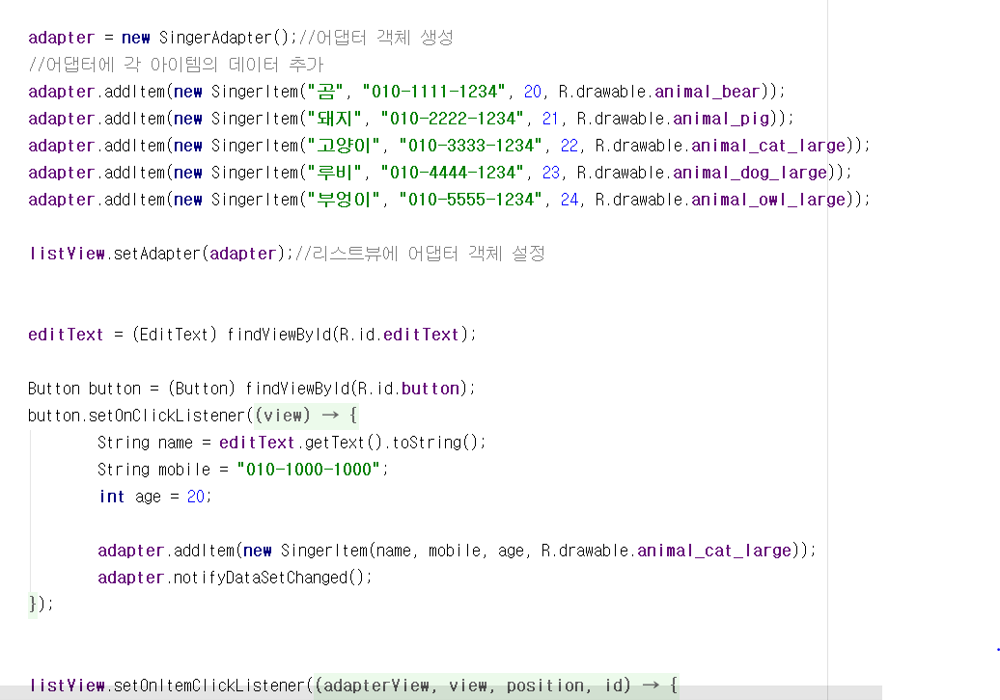 adapter = new SingerAdapter();//어댑터 객체 생성
//어댑터에 각 아이템의 데이터 추가
adapter.addItem(new SingerItem("곰", "010-1111-1234", 20, R.drawable.animal_bear));
adapter.addItem(new SingerItem("돼지", "010-2222-1234", 21, R.drawable.animal_pig));
adapter.addItem(new SingerItem("고양이", "010-3333-1234", 22, R.drawable.animal_cat_large));
adapter.addItem(new SingerItem("루비", "010-4444-1234", 23, R.drawable.animal_dog_large));
adapter.addItem(new SingerItem("부엉이", "010-5555-1234", 24, R.drawable.animal_owl_large));
listView.setAdapter(adapter);//리스트뷰에 어댑터 객체 설정
editText = (EditText) findViewById(R.id.editText);
Button button = (Button) findViewById(R.id.button);
button.setOnClickListener((view) → {
String name = editText.getText().toString();
String mobile = "010-1000-1000";
int age = 20;
adapter.addItem(new SingerItem(name, mobile, age, R.drawable.animal_cat_large));
adapter.notifyDataSetChanged();
});
listView.setOnItemClickListener((adapterView, view, position, id) → {